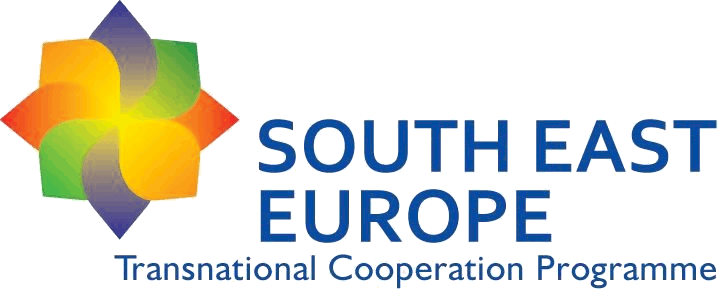 SOUTH EAST
EUROPE
Transnational Cooperation Programme